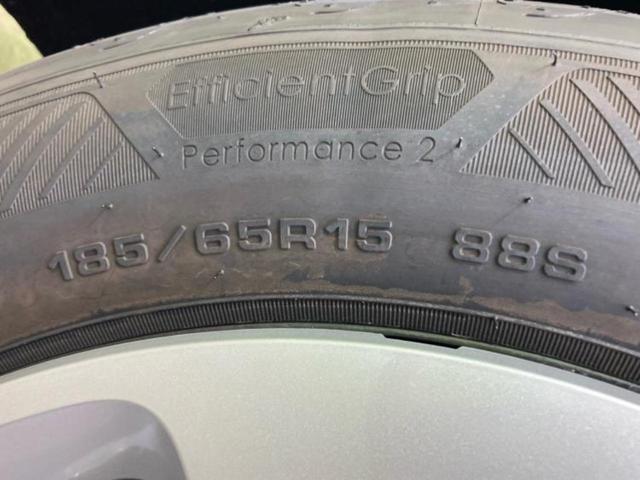 EfficientGrip
Performance 2
185/65R15 88S